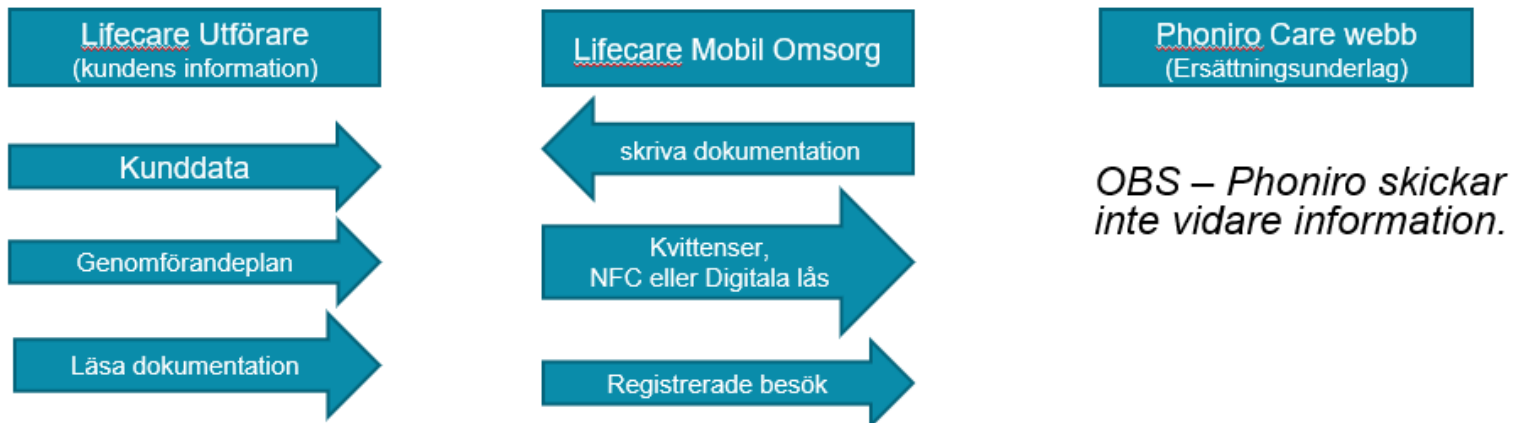 Lifecare Utförare
(kundens information)
Lifecare Mobil Omsorg
Phoniro Care webb
(Ersättningsunderlag)
Kunddata
Genomförandeplan
Läsa dokumentation
skriva dokumentation
Kvittenser,
NFC eller Digitala lås
Registrerade besök
OBS – Phoniro skickar
inte vidare information.